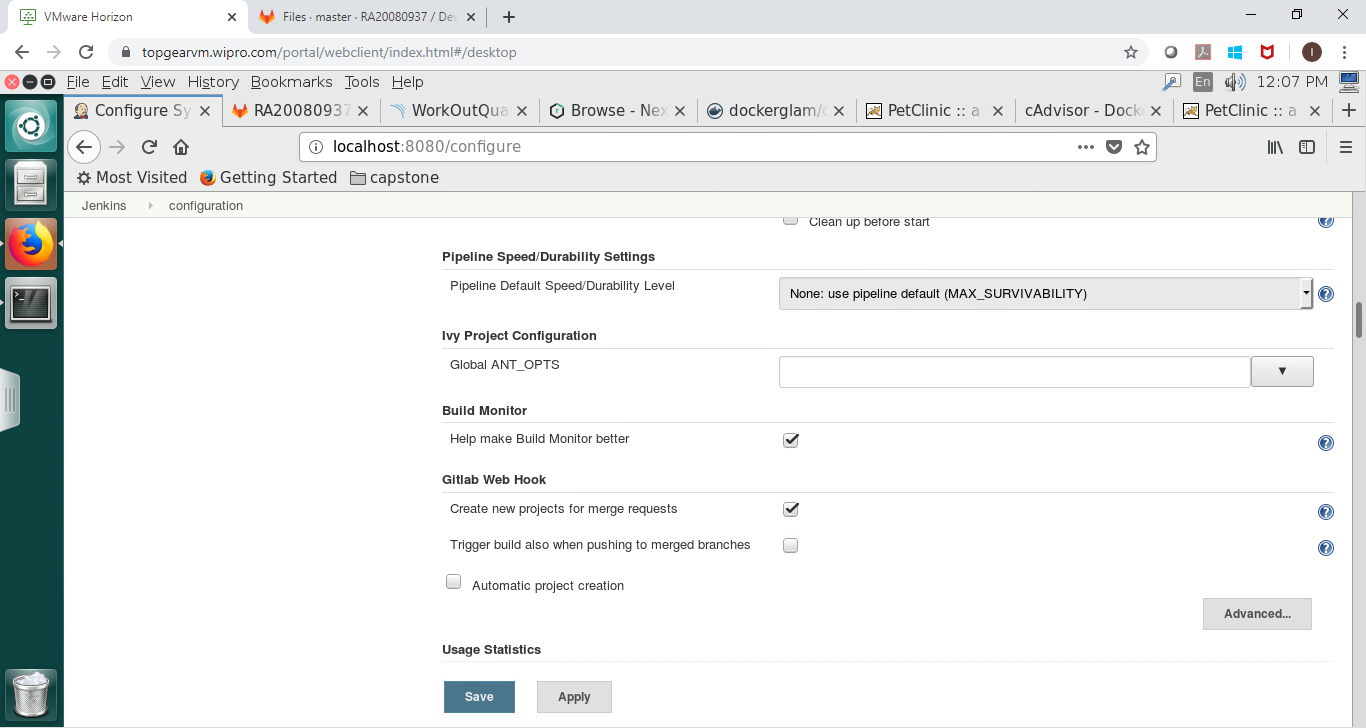 VMware Horizon
Files · master · RA20080937 / De
topgearvm.wipro.com/portal/webclient/index.html#/desktop
I
File Edit View History Bookmarks Tools Help
En 12:07 PM
Configure Sy
RA20080937
WorkOutQua
Browse - Nex
dockerglam/c
PetClinic :: a
cAdvisor - Docke
PetClinic :: a
localhost:8080/configure
Most Visited Getting Started capstone
Jenkins configuration
Clean up before start
Pipeline Speed/Durability Settings
Pipeline Default Speed/Durability Level
None: use pipeline default (MAX_SURVIVABILITY)
Ivy Project Configuration
Global ANT_OPTS
Build Monitor
Help make Build Monitor better
Gitlab Web Hook
Create new projects for merge requests
Trigger build also when pushing to merged branches
Automatic project creation
Advanced...
Usage Statistics
Save Apply